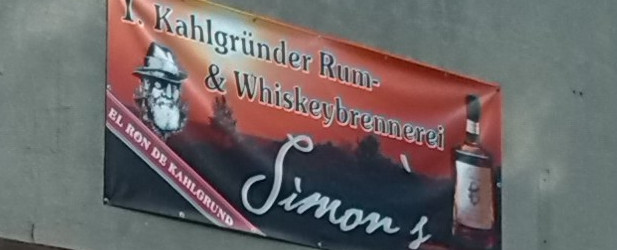 1. Kahlgründer Rum-
& Whiskeybrennerei
EL RON DE KAHLGRUND
Simon's